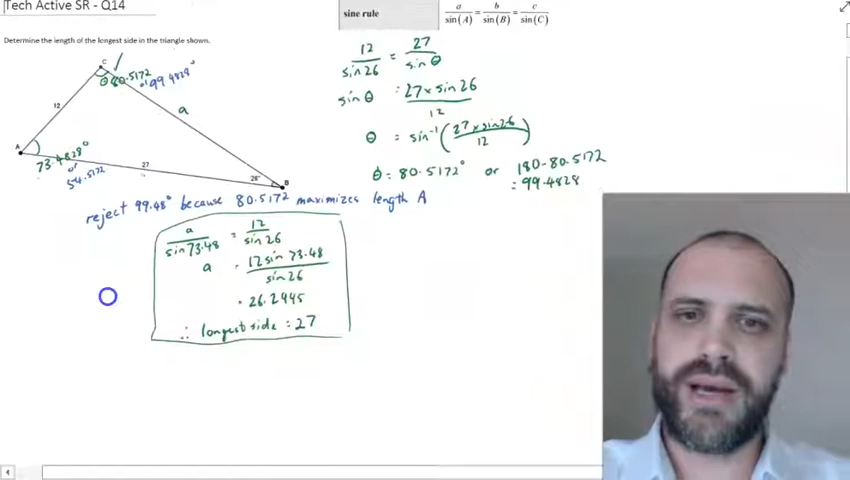 Tech Active SR - Q14
sine rule
a/sin(A) = b/sin(B) = c/sin(C)
Determine the length of the longest side in the triangle shown.
C
θ 80.5172°
or 99.4828°
12
a
A
73.4828°
or
54.5172
27
26°
B
12/sin 26 = 27/sin θ
sin θ = 27 × sin 26/12
θ = sin⁻¹(27 × sin 26/12)
θ = 80.5172° or 180-80.5172
= 99.4828
reject 99.48° because 80.5172 maximizes length A
a/sin 73.48 = 12/sin 26
a = 12 sin 73.48/sin 26
= 26.2445
∴ longest side = 27